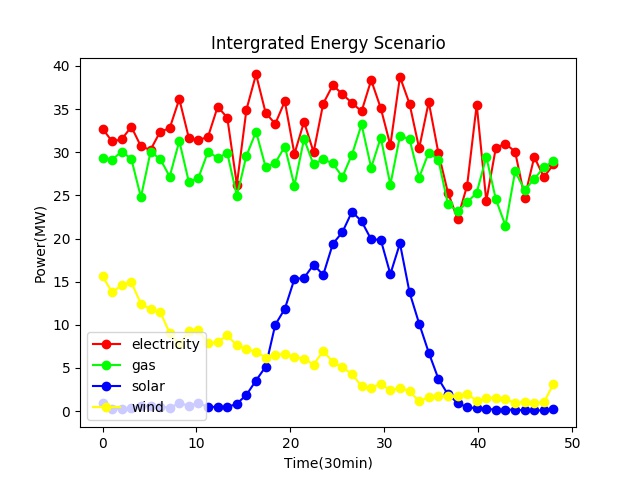 Intergrated Energy Scenario
Power(MW)
40
35
30
25
20
15
10
5
0
electricity
gas
solar
wind
0 10 20 30 40 50
Time(30min)